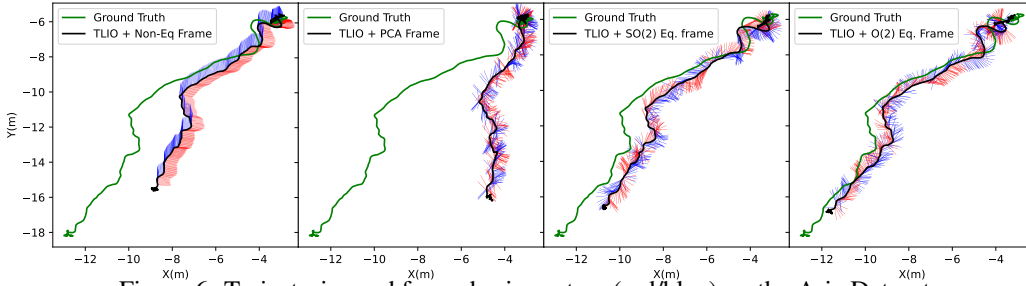 Ground Truth
TLIO + Non-Eq Frame
Ground Truth
TLIO + PCA Frame
Ground Truth
TLIO + SO(2) Eq. frame
Ground Truth
TLIO + O(2) Eq. Frame
Y(m)
−6
−8
−10
−12
−14
−16
−18
−12 −10 −8 −6 −4
−12 −10 −8 −6 −4
−12 −10 −8 −6 −4
−12 −10 −8 −6 −4
X(m) X(m) X(m) X(m)